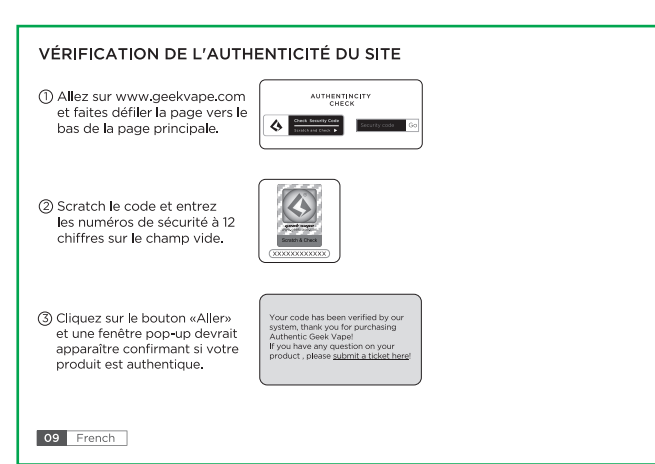 VÉRIFICATION DE L'AUTHENTICITÉ DU SITE
① Allez sur www.geekvape.com
et faites défiler la page vers le
bas de la page principale.
AUTHENTINCITY
CHECK
Check Security Code
Scratch and Check ▶
Security code
Go
② Scratch le code et entrez
les numéros de sécurité à 12
chiffres sur le champ vide.
geek vape
Scratch & Check
XXXXXXXXXXXX
③ Cliquez sur le bouton «Aller»
et une fenêtre pop-up devrait
apparaître confirmant si votre
produit est authentique.
Your code has been verified by our
system, thank you for purchasing
Authentic Geek Vape!
If you have any question on your
product , please submit a ticket here!
09 French